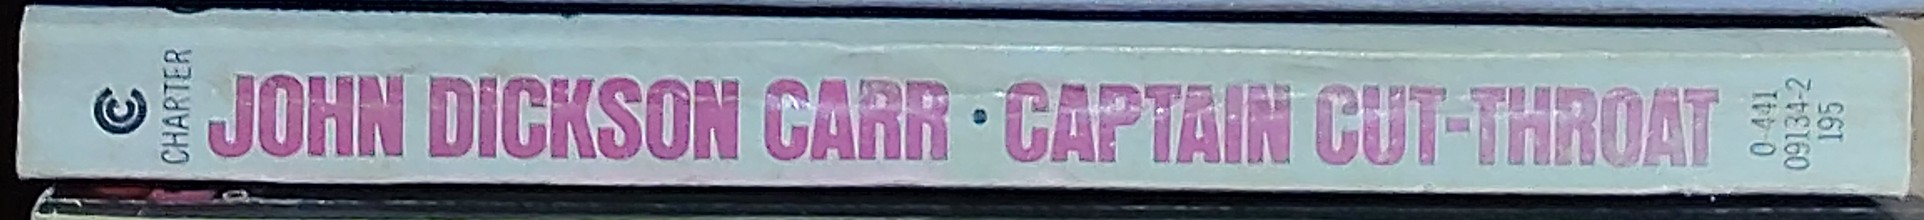 C
CHARTER
JOHN DICKSON CARR · CAPTAIN CUT-THROAT
0-441
09134-2
195